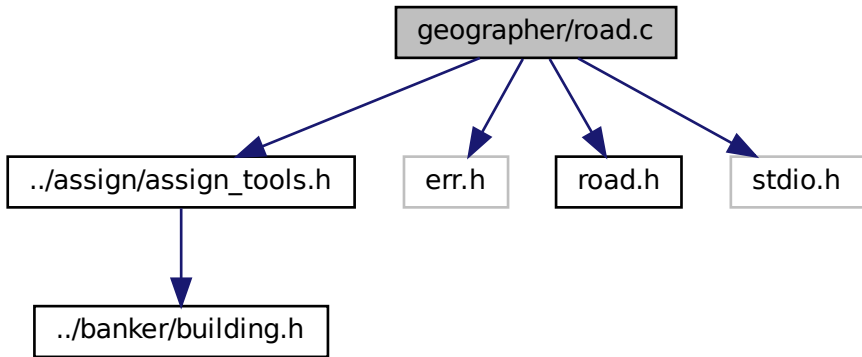 geographer/road.c
../assign/assign_tools.h
err.h
road.h
stdio.h
../banker/building.h